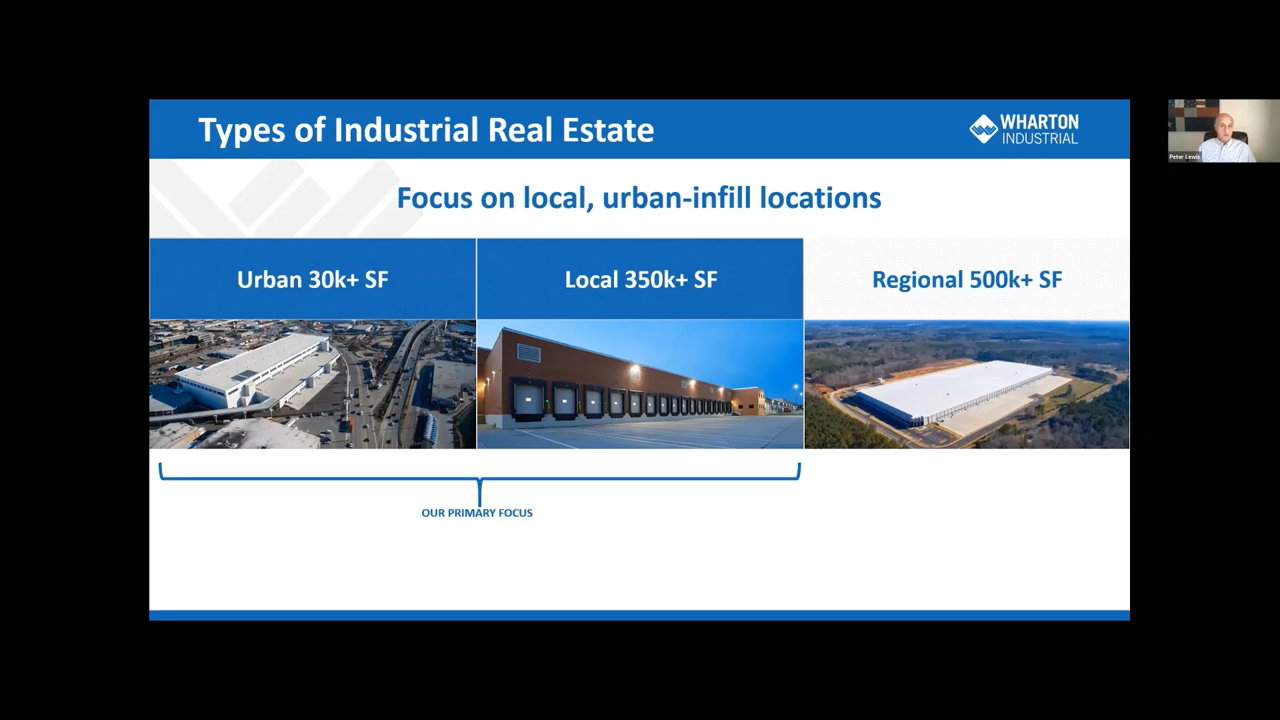 Types of Industrial Real Estate
WHARTON
INDUSTRIAL
Focus on local, urban-infill locations
Urban 30k+ SF
Local 350k+ SF
Regional 500k+ SF
OUR PRIMARY FOCUS
Peter Lewis